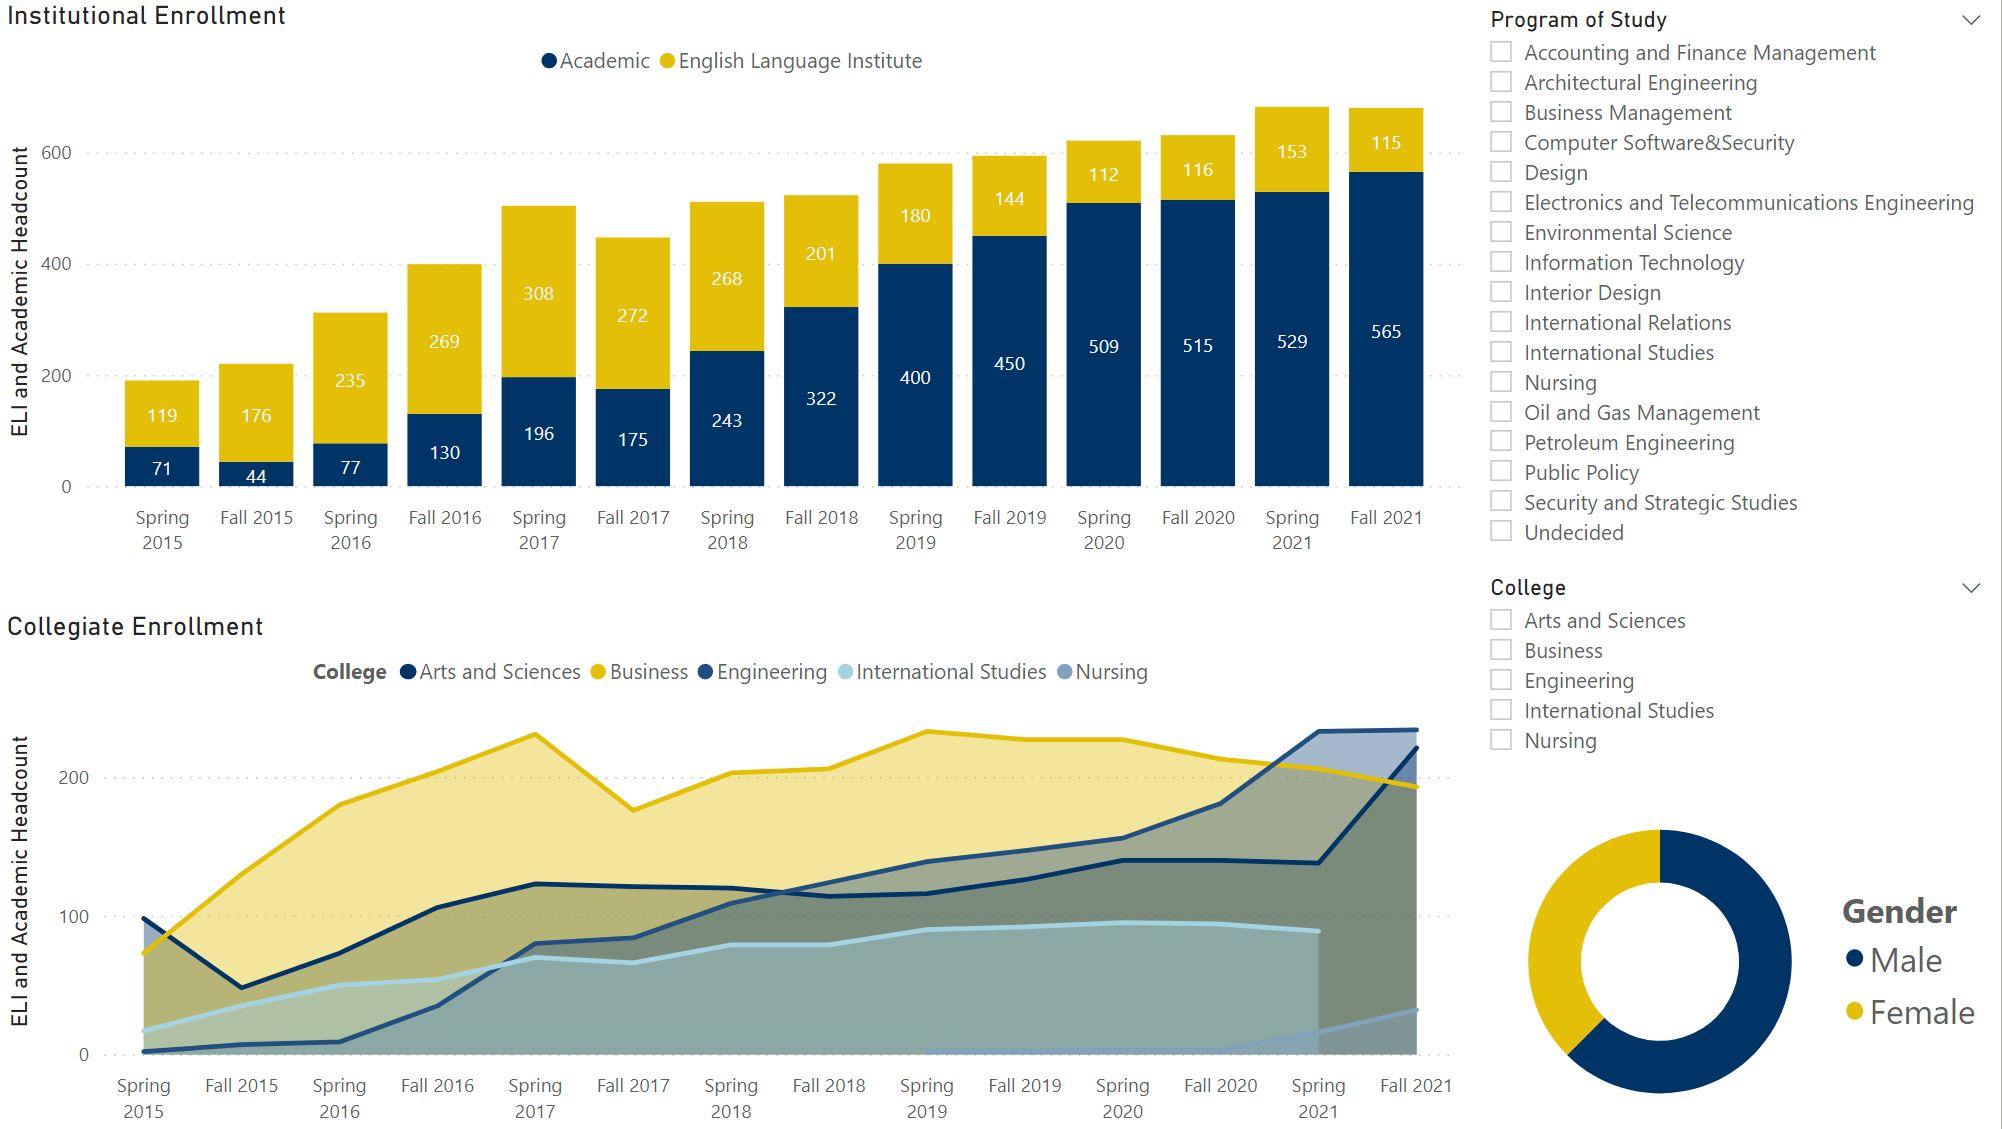 Institutional Enrollment
Academic English Language Institute
ELI and Academic Headcount
600
400
200
0
119 176 235 269 308 272 268 201 180 144 112 116 153 115
71 44 77 130 196 175 243 322 400 450 509 515 529 565
Spring 2015 Fall 2015 Spring 2016 Fall 2016 Spring 2017 Fall 2017 Spring 2018 Fall 2018 Spring 2019 Fall 2019 Spring 2020 Fall 2020 Spring 2021 Fall 2021
Collegiate Enrollment
College Arts and Sciences Business Engineering International Studies Nursing
ELI and Academic Headcount
200
100
0
Spring 2015 Fall 2015 Spring 2016 Fall 2016 Spring 2017 Fall 2017 Spring 2018 Fall 2018 Spring 2019 Fall 2019 Spring 2020 Fall 2020 Spring 2021 Fall 2021
Program of Study
Accounting and Finance Management
Architectural Engineering
Business Management
Computer Software&Security
Design
Electronics and Telecommunications Engineering
Environmental Science
Information Technology
Interior Design
International Relations
International Studies
Nursing
Oil and Gas Management
Petroleum Engineering
Public Policy
Security and Strategic Studies
Undecided
College
Arts and Sciences
Business
Engineering
International Studies
Nursing
Gender
Male
Female